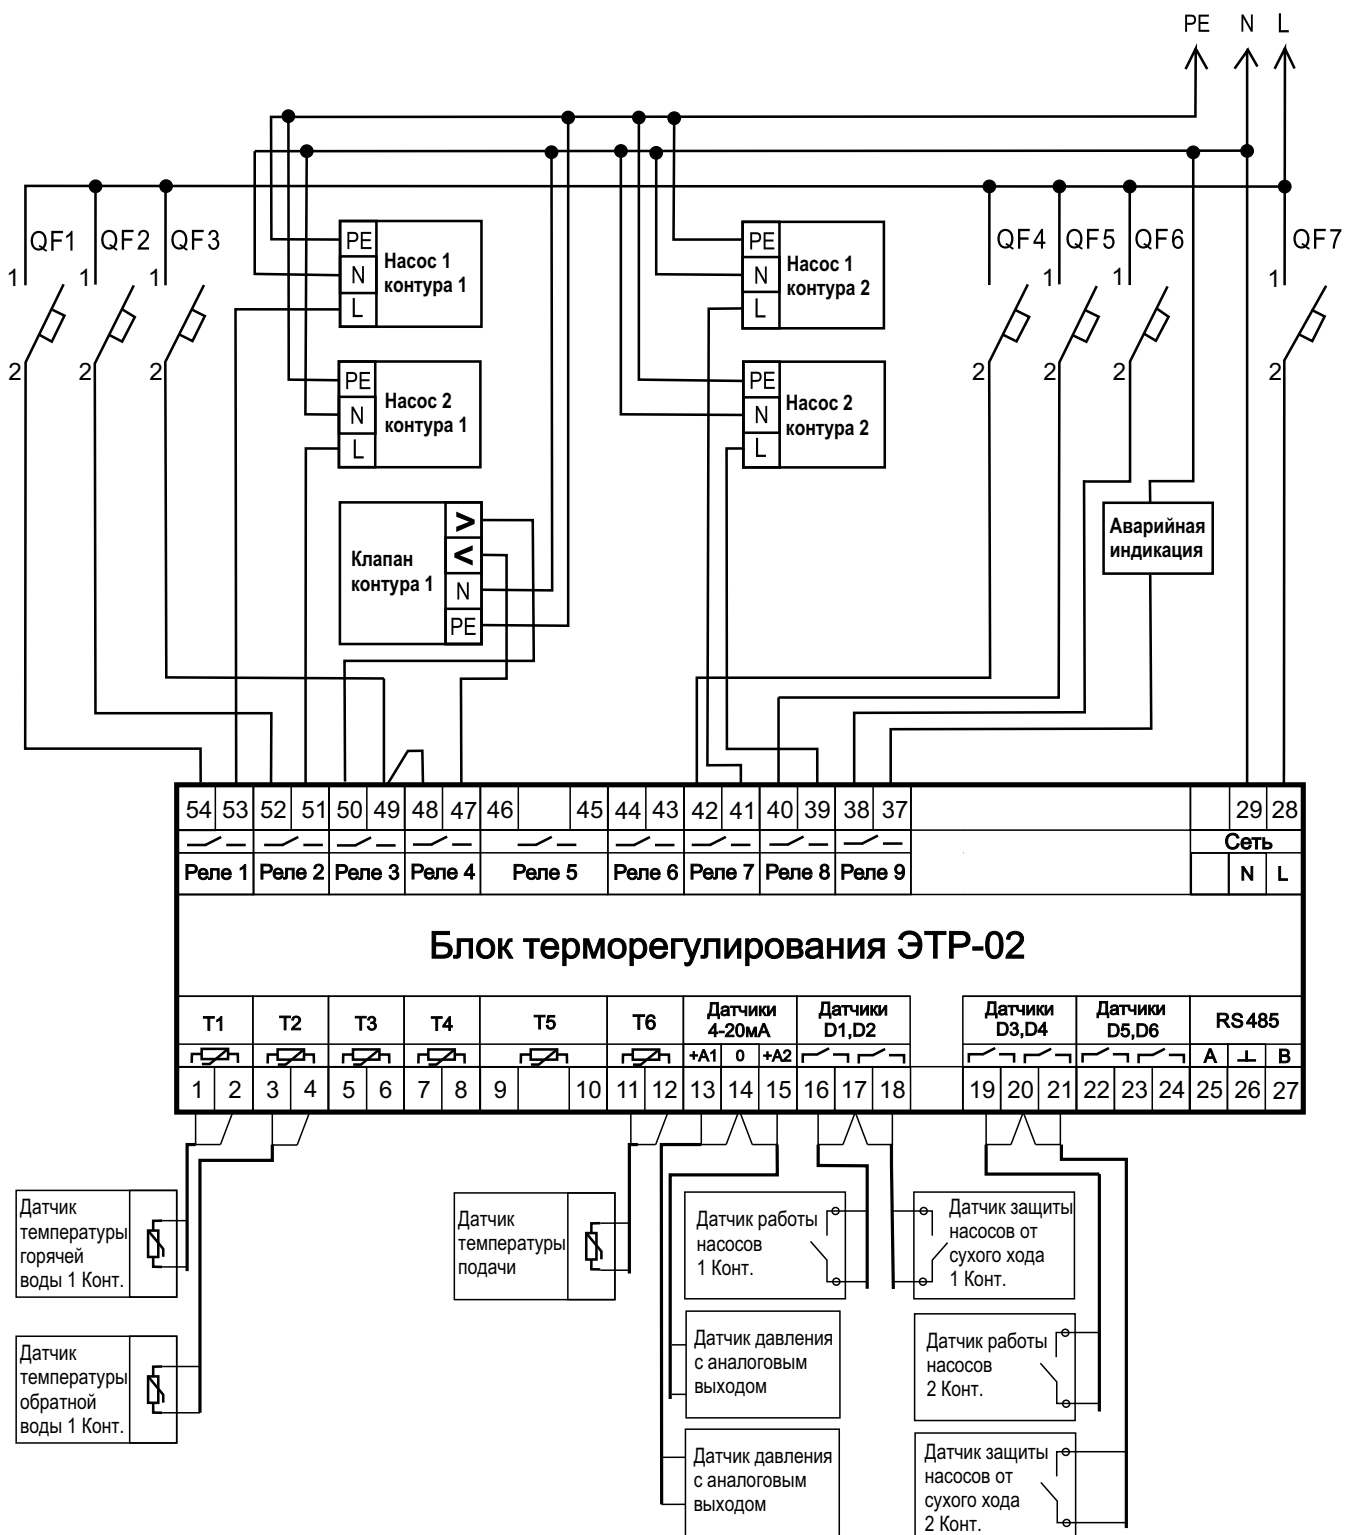 PE N L
QF1 QF2 QF3 QF4 QF5 QF6 QF7
1 1 1 1 1 1
2 2 2 2 2 2 2
PE
N
L
Насос 1
контура 1
PE
N
L
Насос 1
контура 2
PE
N
L
Насос 2
контура 1
PE
N
L
Насос 2
контура 2
Клапан
контура 1
>
<
N
PE
Аварийная
индикация
54 53 52 51 50 49 48 47 46 45 44 43 42 41 40 39 38 37 29 28
Сеть
Реле 1 Реле 2 Реле 3 Реле 4 Реле 5 Реле 6 Реле 7 Реле 8 Реле 9 N L
Блок терморегулирования ЭТР-02
T1 T2 T3 T4 T5 T6
Датчики
4-20мА
Датчики
D1,D2
Датчики
D3,D4
Датчики
D5,D6
RS485
+A1 0 +A2 A ⊥ B
1 2 3 4 5 6 7 8 9 10 11 12 13 14 15 16 17 18 19 20 21 22 23 24 25 26 27
Датчик
температуры
горячей
воды 1 Конт.
Датчик
температуры
подачи
Датчик работы
насосов
1 Конт.
Датчик защиты
насосов от
сухого хода
1 Конт.
Датчик
температуры
обратной
воды 1 Конт.
Датчик давления
с аналоговым
выходом
Датчик работы
насосов
2 Конт.
Датчик давления
с аналоговым
выходом
Датчик защиты
насосов от
сухого хода
2 Конт.